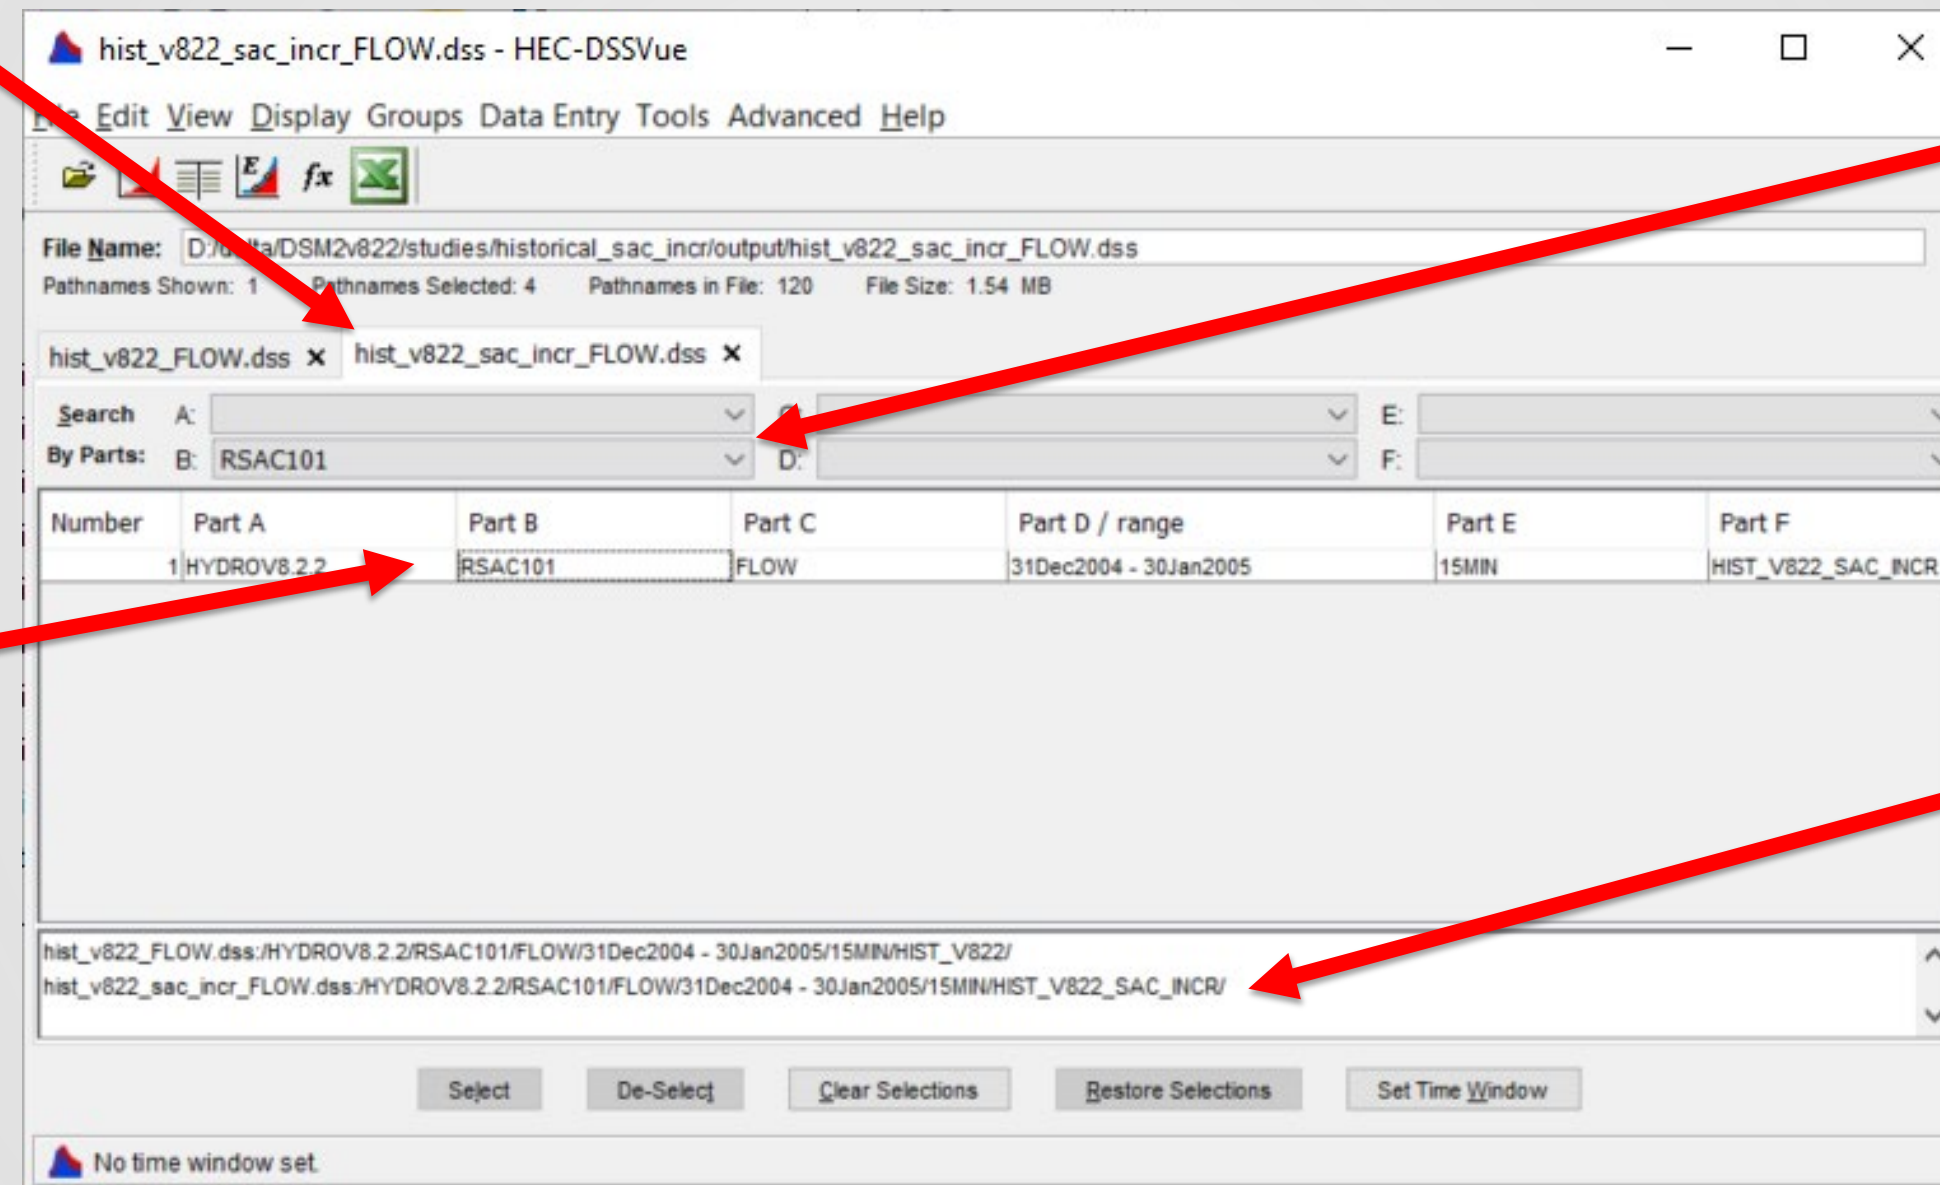 hist_v822_sac_incr_FLOW.dss - HEC-DSSVue
Edit View Display Groups Data Entry Tools Advanced Help
E fx
File Name: D:/delta/DSM2v822/studies/historical_sac_incr/output/hist_v822_sac_incr_FLOW.dss
Pathnames Shown: 1 Pathnames Selected: 4 Pathnames in File: 120 File Size: 1.54 MB
hist_v822_FLOW.dss hist_v822_sac_incr_FLOW.dss
Search A: E:
By Parts: B: RSAC101 D: F:
Number Part A Part B Part C Part D / range Part E Part F
1 HYDROV8.2.2 RSAC101 FLOW 31Dec2004 - 30Jan2005 15MIN HIST_V822_SAC_INCR
hist_v822_FLOW.dss:/HYDROV8.2.2/RSAC101/FLOW/31Dec2004 - 30Jan2005/15MIN/HIST_V822/
hist_v822_sac_incr_FLOW.dss:/HYDROV8.2.2/RSAC101/FLOW/31Dec2004 - 30Jan2005/15MIN/HIST_V822_SAC_INCR/
Select De-Select Clear Selections Restore Selections Set Time Window
No time window set.